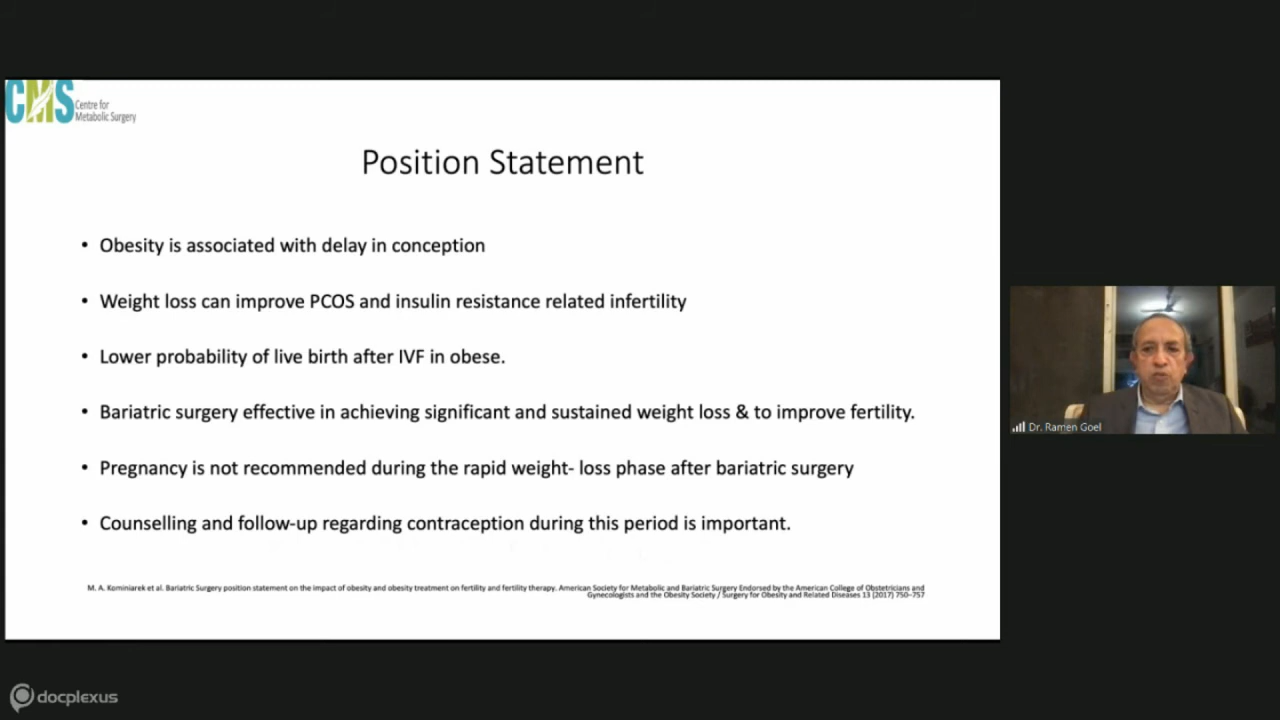 CMS
Centre for
Metabolic Surgery
Position Statement
• Obesity is associated with delay in conception
• Weight loss can improve PCOS and insulin resistance related infertility
• Lower probability of live birth after IVF in obese.
• Bariatric surgery effective in achieving significant and sustained weight loss & to improve fertility.
• Pregnancy is not recommended during the rapid weight- loss phase after bariatric surgery
• Counselling and follow-up regarding contraception during this period is important.
M. A. Kominiarek et al. Bariatric Surgery position statement on the impact of obesity and obesity treatment on fertility and fertility therapy. American Society for Metabolic and Bariatric Surgery Endorsed by the American College of Obstetricians and
Gynecologists and the Obesity Society / Surgery for Obesity and Related Diseases 13 (2017) 750–757
Dr. Ramen Goel
docplexus